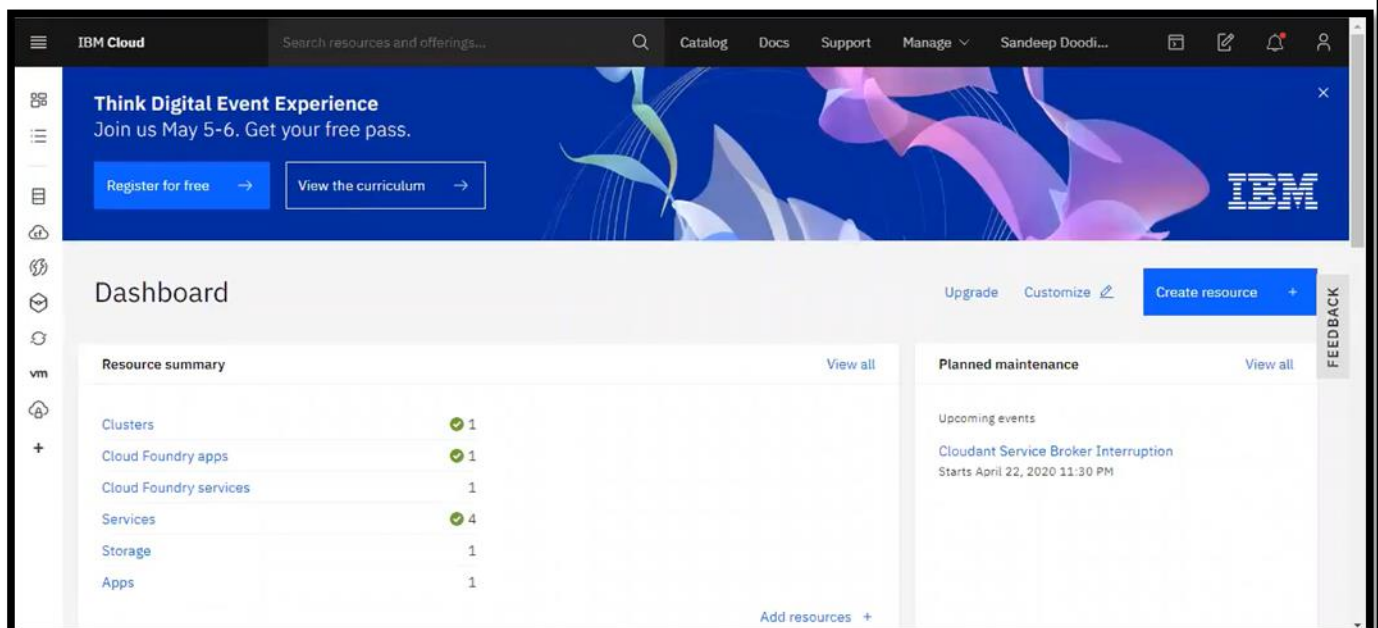 IBM Cloud
Search resources and offerings...
Catalog
Docs
Support
Manage
Sandeep Doodi...
Think Digital Event Experience
Join us May 5-6. Get your free pass.
Register for free →
View the curriculum →
IBM
Dashboard
Upgrade
Customize
Create resource +
FEEDBACK
vm
Resource summary
View all
Clusters 1
Cloud Foundry apps 1
Cloud Foundry services 1
Services 4
Storage 1
Apps 1
Add resources +
Planned maintenance
View all
Upcoming events
Cloudant Service Broker Interruption
Starts April 22, 2020 11:30 PM